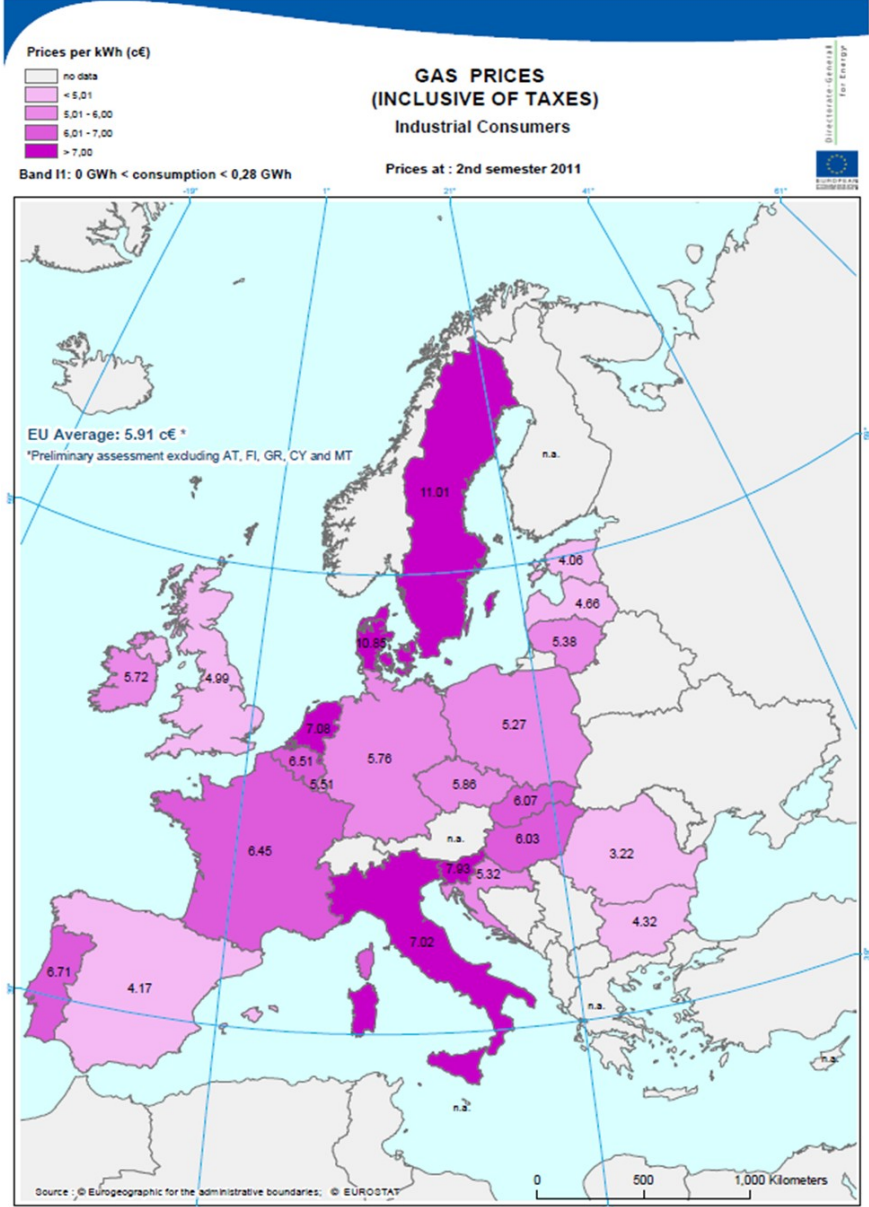 Prices per kWh (c€)
no data
< 5,01
5,01 - 6,00
6,01 - 7,00
> 7,00
Band I1: 0 GWh < consumption < 0,28 GWh
GAS PRICES
(INCLUSIVE OF TAXES)
Industrial Consumers
Prices at : 2nd semester 2011
Directorate-General
for Energy
EUROPEAN
COMMISSION
-19°
1°
21°
41°
61°
EU Average: 5.91 c€ *
*Preliminary assessment excluding AT, FI, GR, CY and MT
n.a.
11.01
4.06
4.66
5.38
10.85
5.72
4.99
7.08
5.27
6.51
5.76
5.51
5.86
6.07
n.a.
6.03
6.45
3.22
7.93
5.32
4.32
7.02
6.71
4.17
n.a.
n.a.
n.a.
0
500
1,000 Kilometers
Source : © Eurogeographic for the administrative boundaries; © EUROSTAT